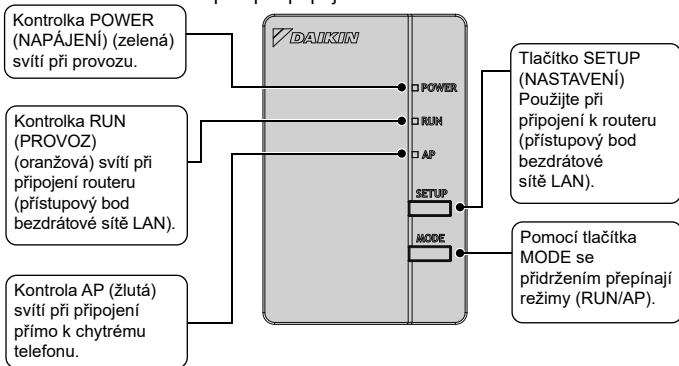 Kontrolka POWER
(NAPÁJENÍ) (zelená)
svítí při provozu.
Kontrolka RUN
(PROVOZ)
(oranžová) svítí při
připojení routeru
(přístupový bod
bezdrátové sítě LAN).
Kontrola AP (žlutá)
svítí při připojení
přímo k chytrému
telefonu.
DAIKIN
POWER
RUN
AP
SETUP
MODE
Tlačítko SETUP
(NASTAVENÍ)
Použijte při
připojení k routeru
(přístupový bod
bezdrátové
sítě LAN).
Pomocí tlačítka
MODE se
přidržením přepínají
režimy (RUN/AP).